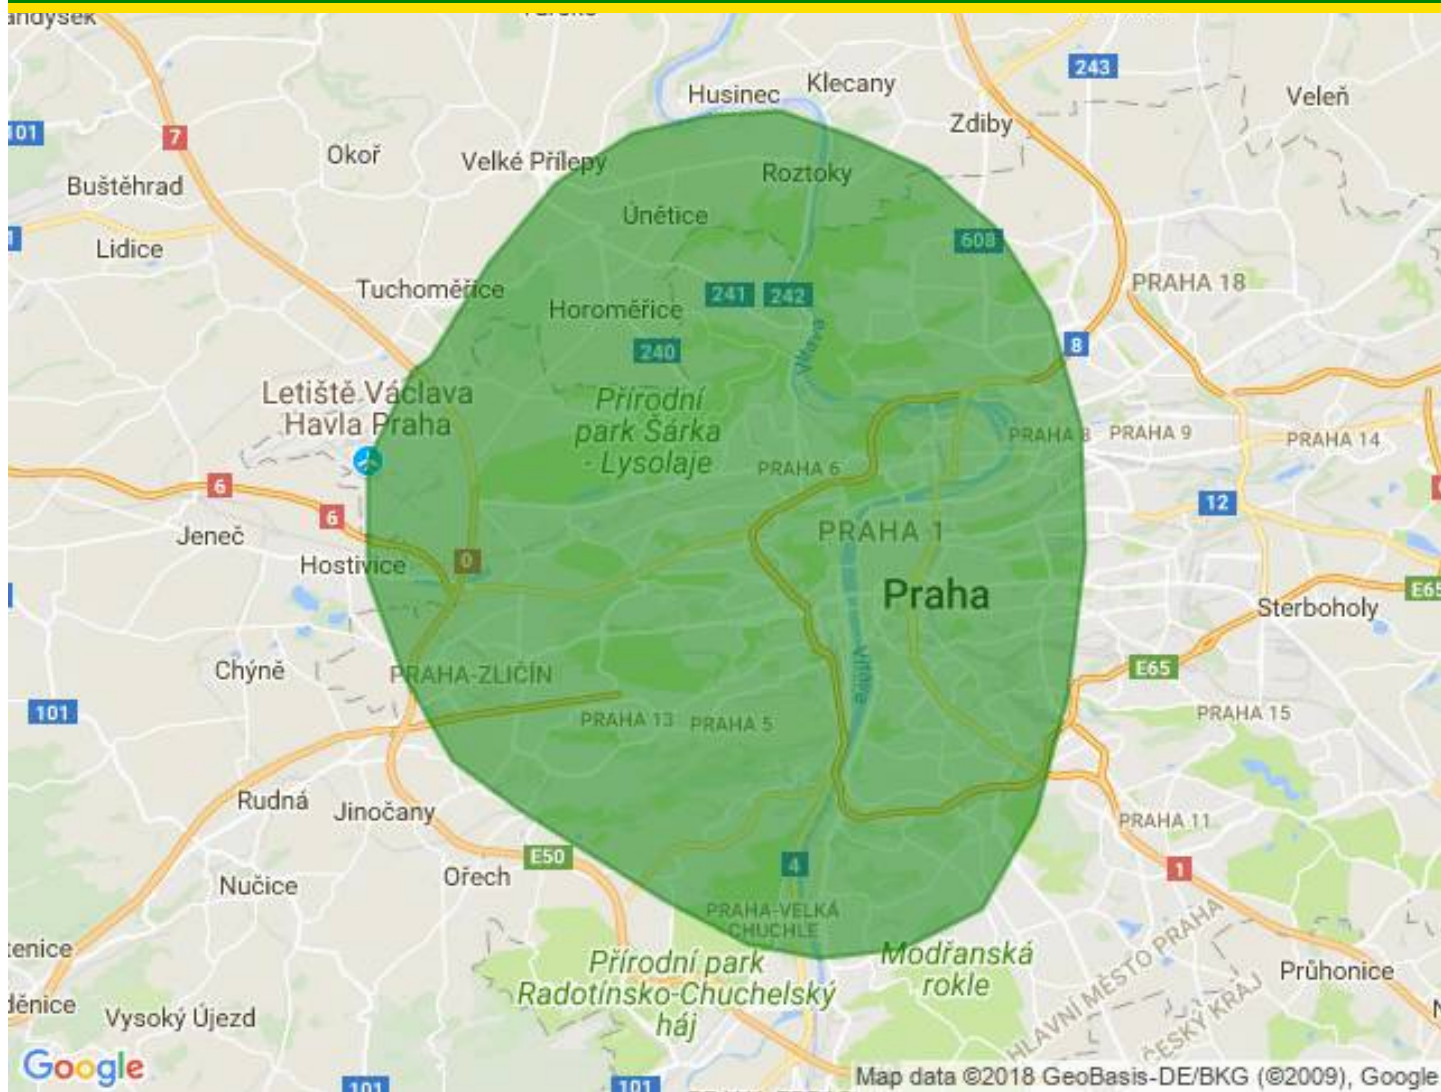 Husinec
Klecany
243
Veleň
101
7
Zdiby
Okoř
Velké Přílepy
Roztoky
Buštěhrad
Únětice
608
Lidice
PRAHA 18
Tuchoměřice
241
242
Horoměřice
Vltava
240
8
Letiště Václava
Havla Praha
Přírodní
park Šárka
- Lysolaje
PRAHA 8
PRAHA 9
PRAHA 14
PRAHA 6
6
12
6
Jeneč
PRAHA 1
Hostivice
0
Praha
E65
Sterboholy
Chýně
PRAHA-ZLIČÍN
Vltava
E65
101
PRAHA 13
PRAHA 5
PRAHA 15
Rudná
Jinočany
PRAHA 11
E50
4
1
Ořech
Nučice
PRAHA-VELKÁ
CHUCHLE
Modřanská
rokle
Přírodní park
Radotínsko-Chuchelský
háj
Průhonice
HLAVNÍ MĚSTO PRAHA
ČESKÝ KRAJ
Vysoký Újezd
Google
101
101
Map data ©2018 GeoBasis-DE/BKG (©2009), Google